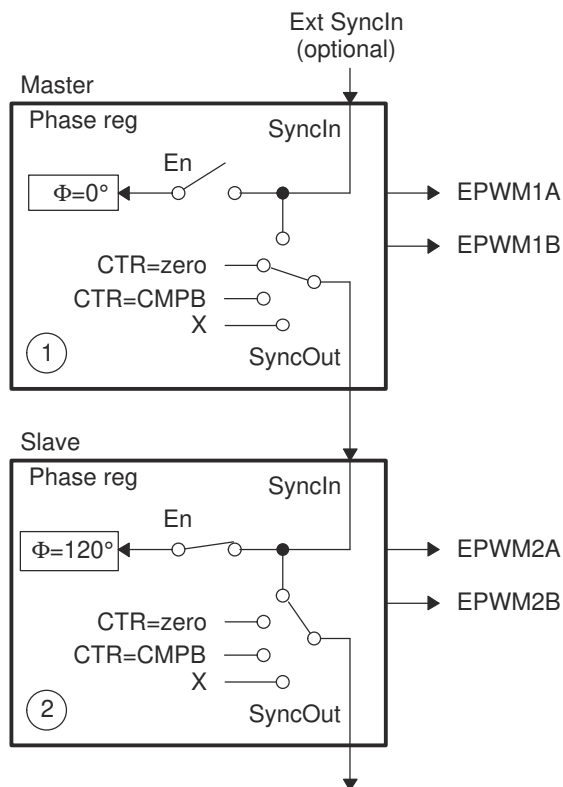 Ext SyncIn
(optional)
Master
Phase reg
SyncIn
En
Φ=0°
EPWM1A
EPWM1B
CTR=zero
CTR=CMPB
X
1
SyncOut
Slave
Phase reg
SyncIn
En
Φ=120°
EPWM2A
EPWM2B
CTR=zero
CTR=CMPB
X
2
SyncOut